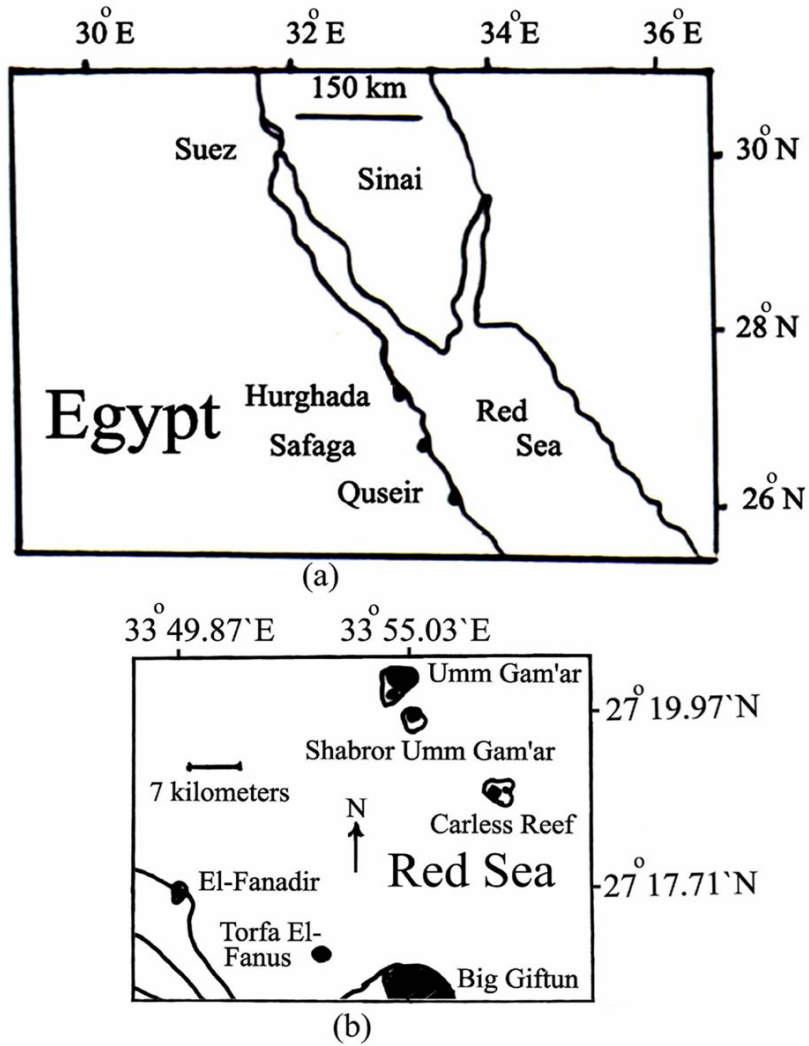 30°E 32°E 34°E 36°E
150 km
30°N
Suez
Sinai
28°N
Egypt
Hurghada
Red
Safaga
Sea
Quseir
26°N
(a)
33°49.87`E 33°55.03`E
Umm Gam'ar
27°19.97`N
Shabror Umm Gam'ar
7 kilometers
N
Carless Reef
Red Sea
El-Fanadir
27°17.71`N
Torfa El-
Fanus
Big Giftun
(b)